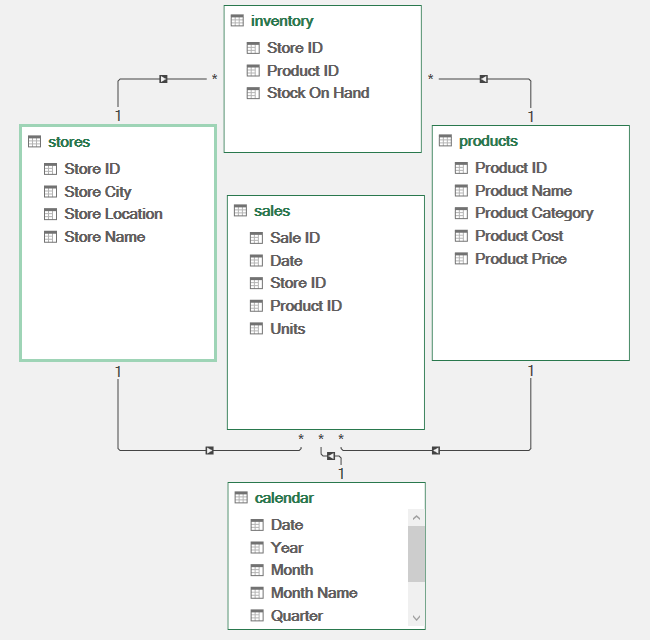 inventory
Store ID
Product ID
Stock On Hand
* *
1 1
stores
Store ID
Store City
Store Location
Store Name
products
Product ID
Product Name
Product Category
Product Cost
Product Price
sales
Sale ID
Date
Store ID
Product ID
Units
1 1
* * *
1
calendar
Date
Year
Month
Month Name
Quarter